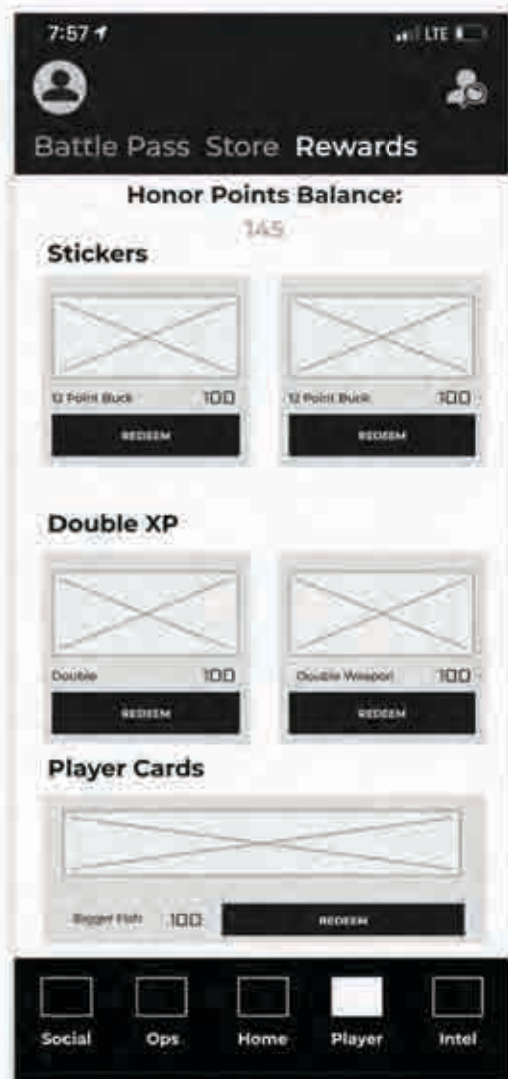 7:57 LTE
Battle Pass Store Rewards
Honor Points Balance:
145
Stickers
12 Point Buck 100 12 Point Buck 100
REDEEM REDEEM
Double XP
Double 100 Double Weapon 100
REDEEM REDEEM
Player Cards
Bigger Fish 100 REDEEM
Social Ops Home Player Intel